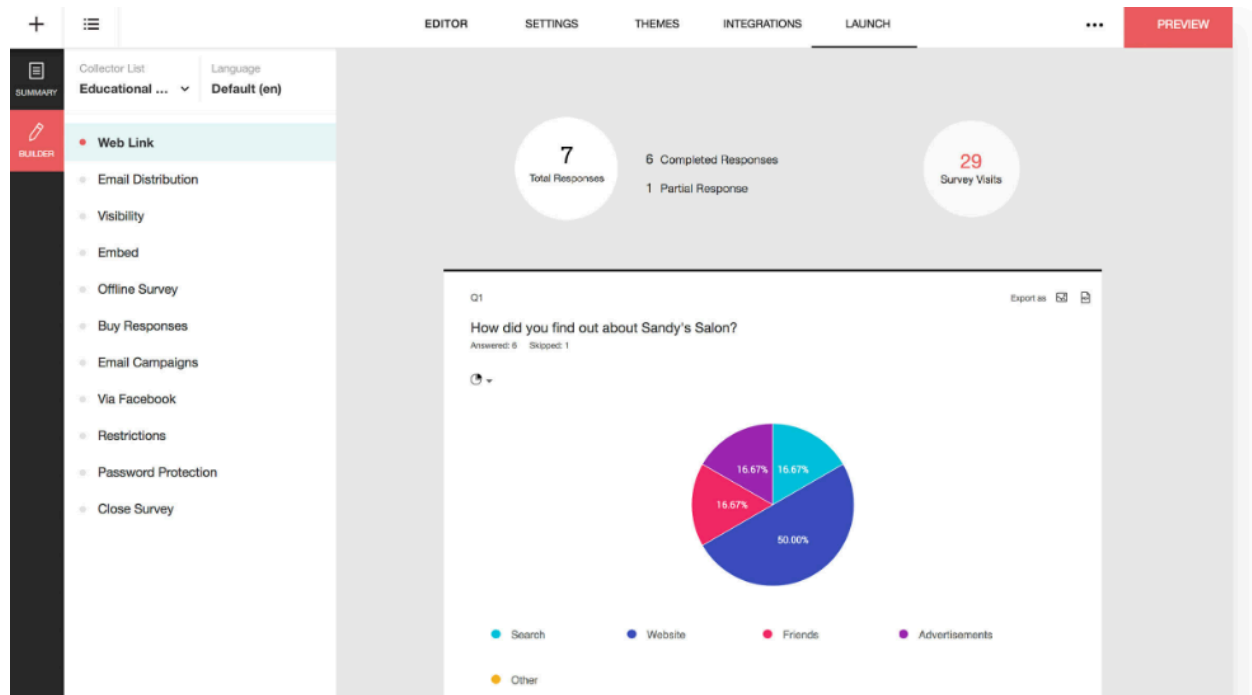 EDITOR SETTINGS THEMES INTEGRATIONS LAUNCH PREVIEW
SUMMARY
BUILDER
Collector List Language
Educational ... Default (en)
Web Link
Email Distribution
Visibility
Embed
Offline Survey
Buy Responses
Email Campaigns
Via Facebook
Restrictions
Password Protection
Close Survey
7
Total Responses
6 Completed Responses
1 Partial Response
29
Survey Visits
Q1 Export as
How did you find out about Sandy's Salon?
Answered: 6 Skipped: 1
16.67% 16.67%
16.67%
50.00%
Search Website Friends Advertisements
Other